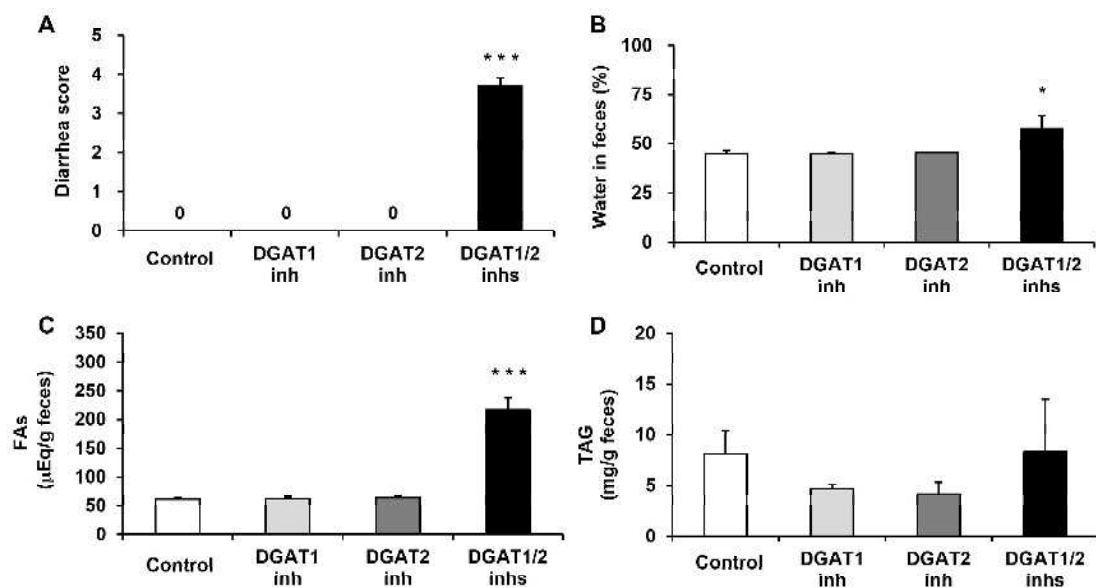 A
Diarrhea score
5
4
3
2
1
0
0
0
0
* * *
Control
DGAT1
inh
DGAT2
inh
DGAT1/2
inhs
B
Water in feces (%)
100
75
50
25
0
*
Control
DGAT1
inh
DGAT2
inh
DGAT1/2
inhs
C
FAs
(μEq/g feces)
350
300
250
200
150
100
50
0
* * *
Control
DGAT1
inh
DGAT2
inh
DGAT1/2
inhs
D
TAG
(mg/g feces)
20
15
10
5
0
Control
DGAT1
inh
DGAT2
inh
DGAT1/2
inhs